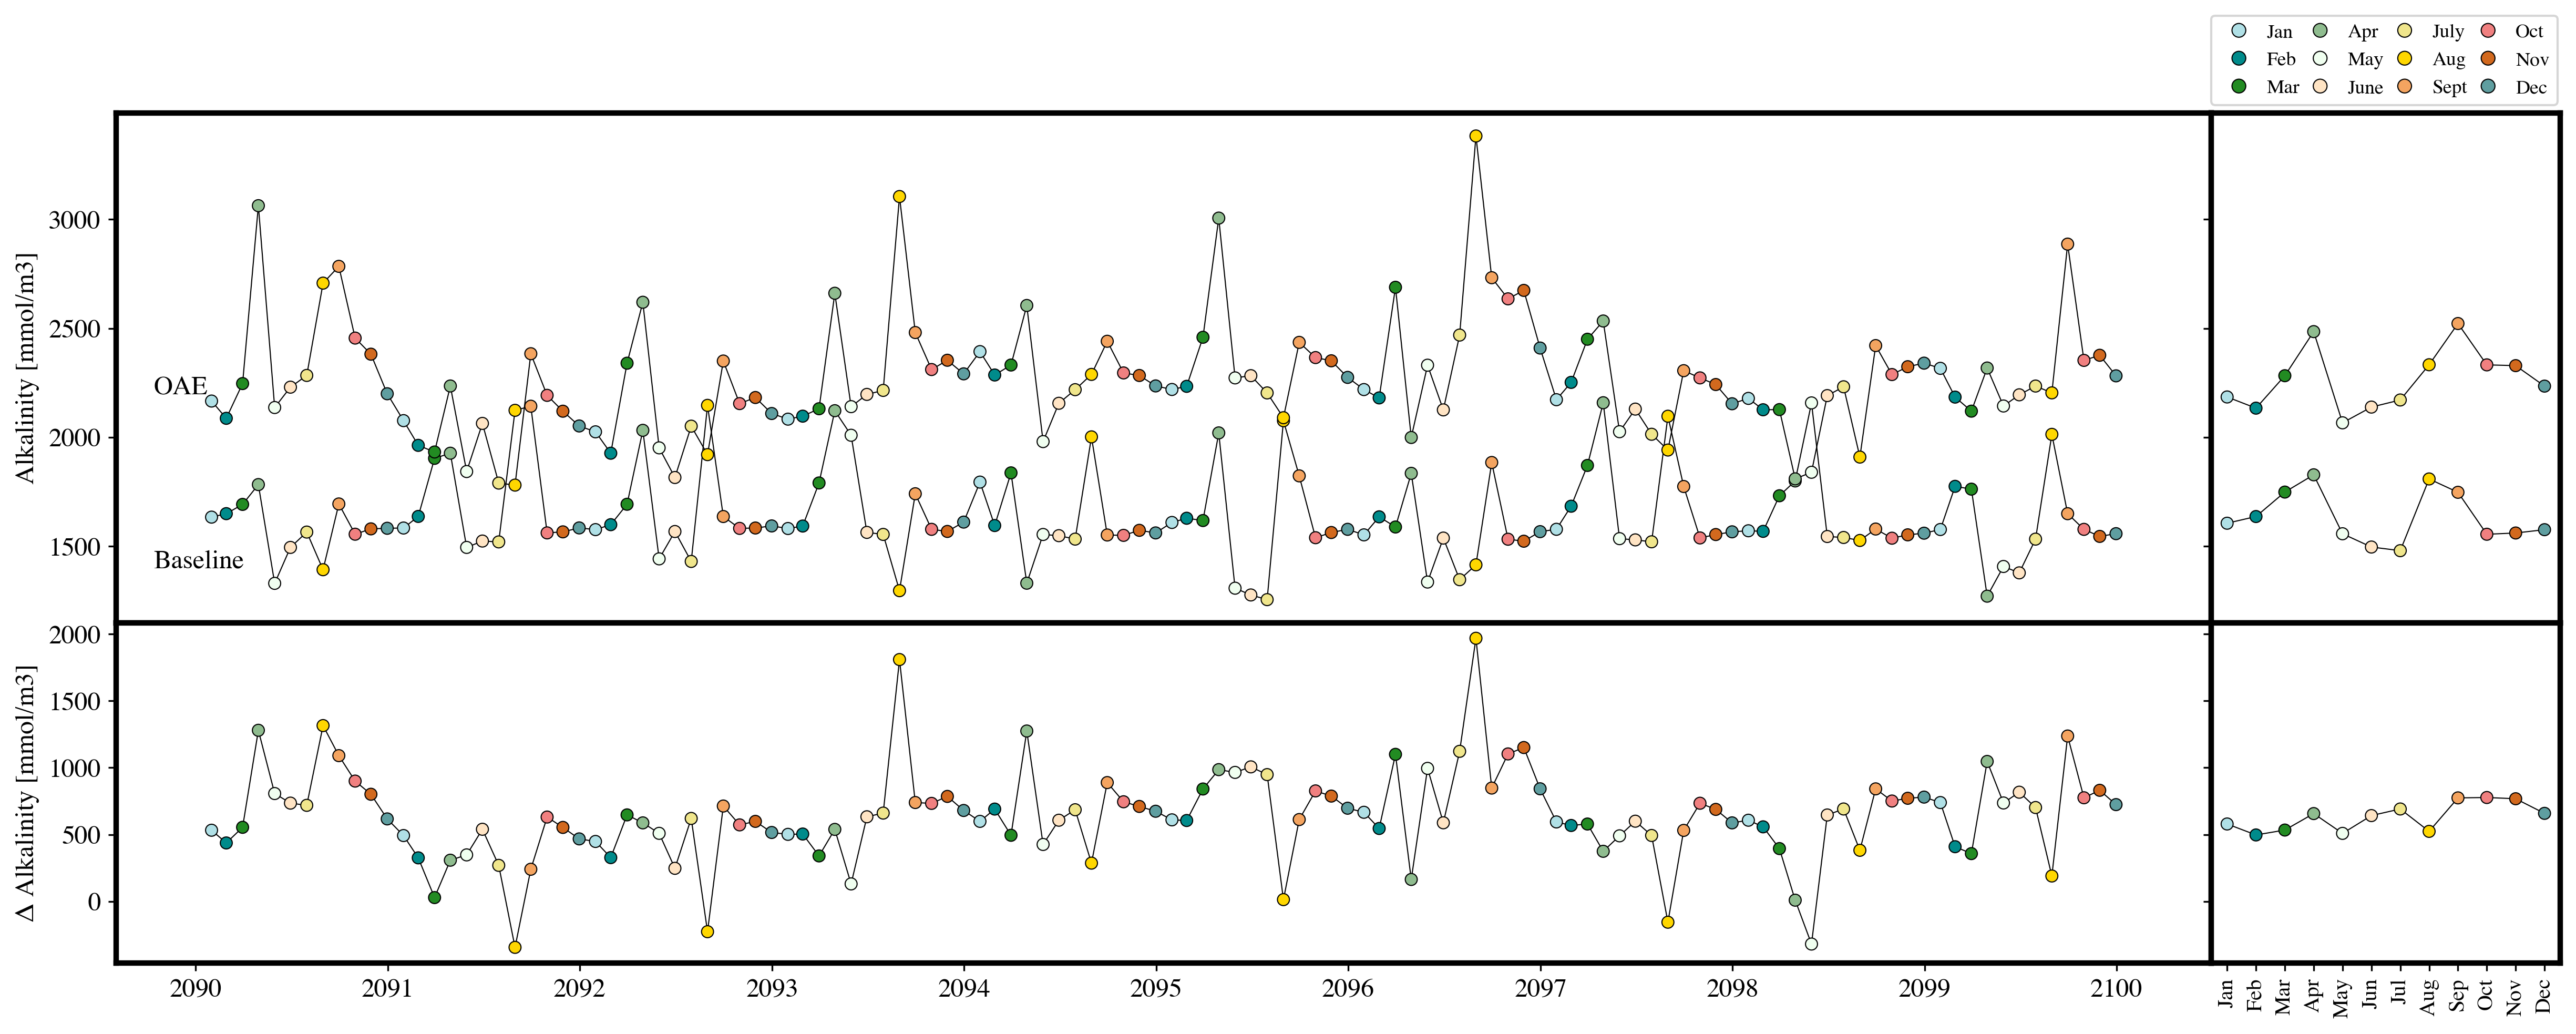 Jan Apr July Oct
Feb May Aug Nov
Mar June Sept Dec
Alkalinity [mmol/m3]
3000
2500
2000
1500
OAE
Baseline
Δ Alkalinity [mmol/m3]
2000
1500
1000
500
0
2090 2091 2092 2093 2094 2095 2096 2097 2098 2099 2100
Jan Feb Mar Apr May Jun Jul Aug Sep Oct Nov Dec